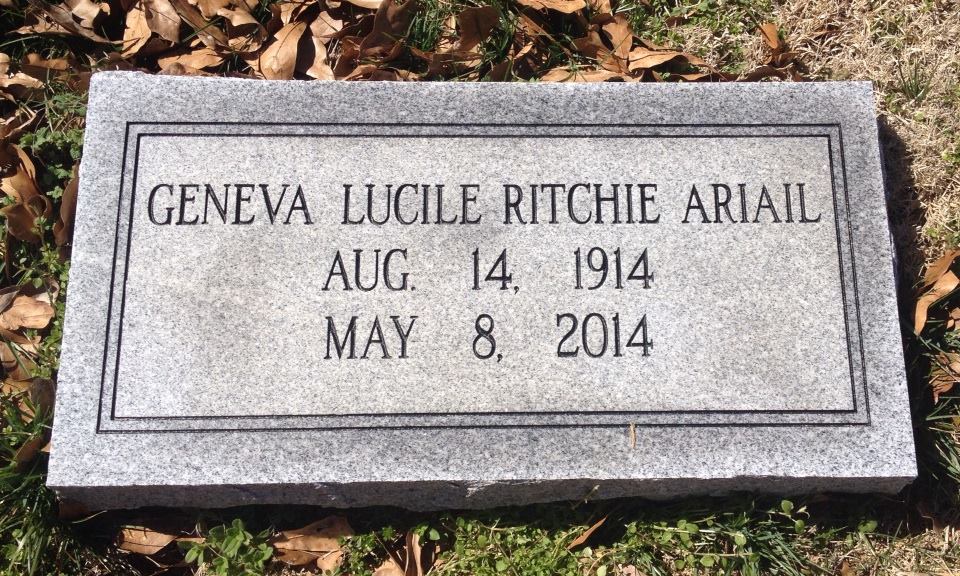 GENEVA LUCILE RITCHIE ARIAIL
AUG. 14, 1914
MAY 8, 2014